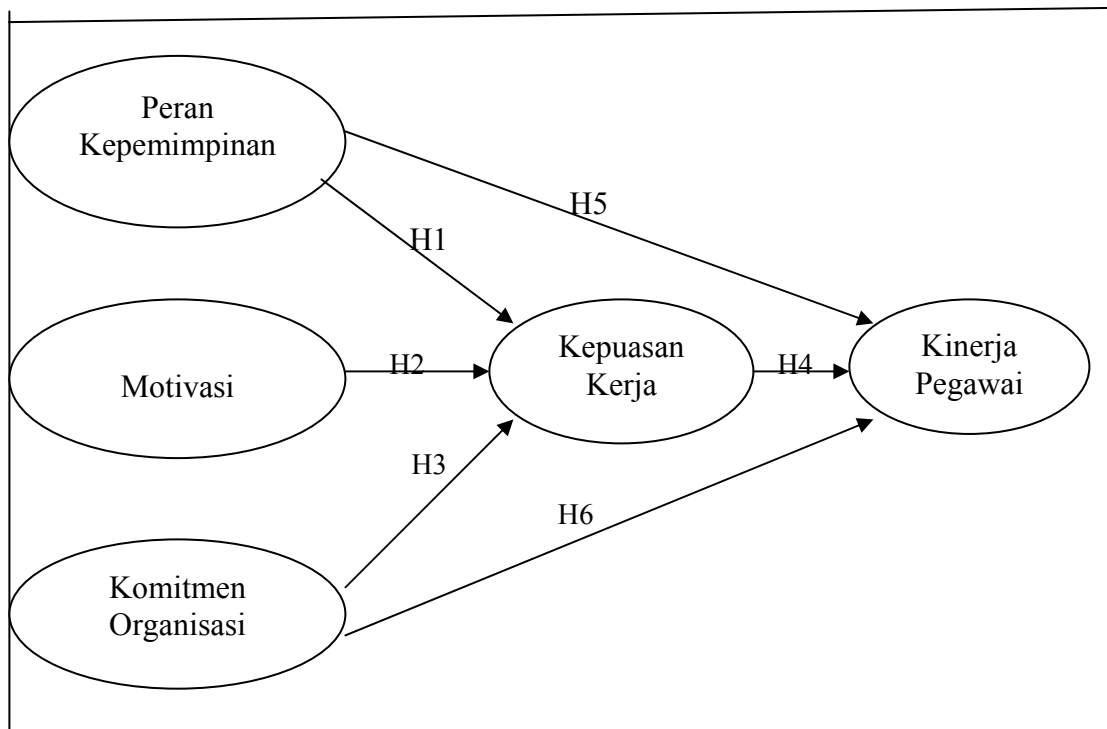 Peran
Kepemimpinan
H5
H1
Motivasi
H2
Kepuasan
Kerja
H4
Kinerja
Pegawai
H3
H6
Komitmen
Organisasi